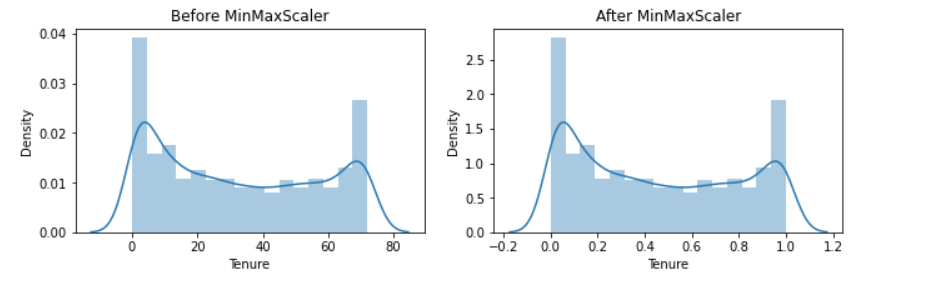 Before MinMaxScaler
0.04
0.03
0.02
0.01
0.00
Density
0 20 40 60 80
Tenure
After MinMaxScaler
2.5
2.0
1.5
1.0
0.5
0.0
Density
−0.2 0.0 0.2 0.4 0.6 0.8 1.0 1.2
Tenure